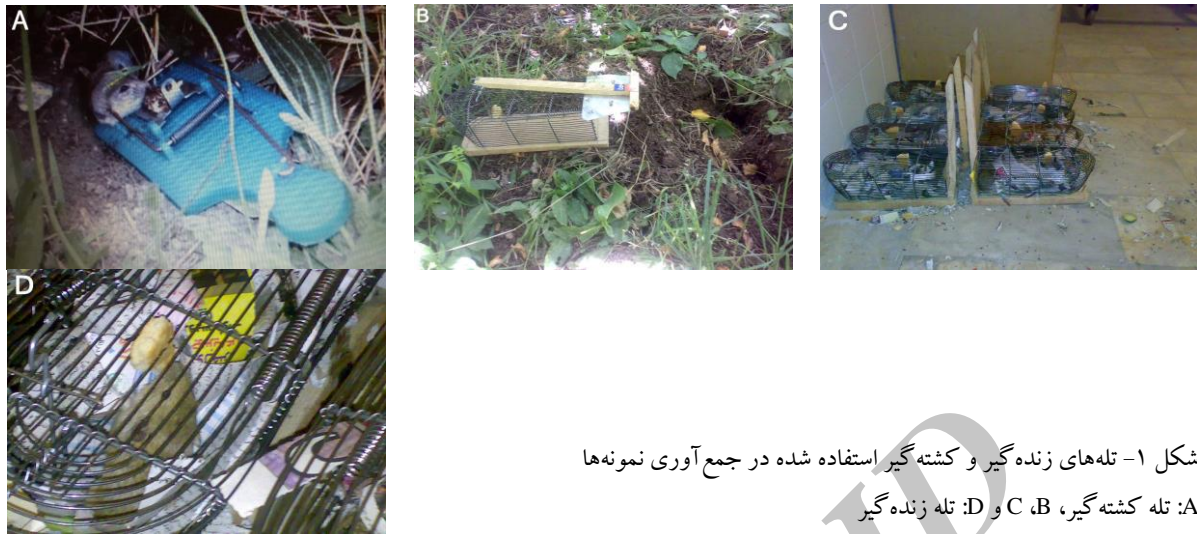 A
B
C
D
شکل ۱- تله‌های زنده‌گیر و کشته‌گیر استفاده شده در جمع‌آوری نمونه‌ها
A: تله کشته‌گیر، B، C و D: تله زنده‌گیر